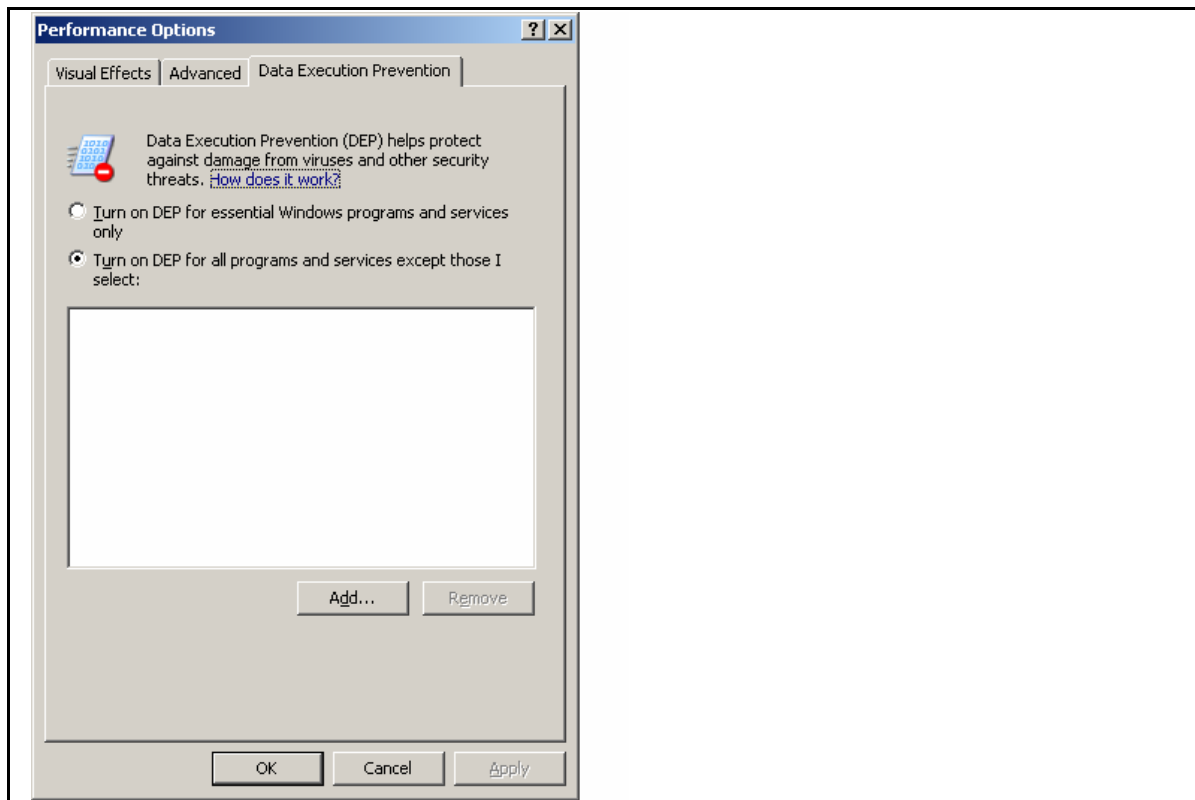 Performance Options
Visual Effects
Advanced
Data Execution Prevention
Data Execution Prevention (DEP) helps protect
against damage from viruses and other security
threats. How does it work?
Turn on DEP for essential Windows programs and services
only
Turn on DEP for all programs and services except those I
select:
Add...
Remove
OK
Cancel
Apply